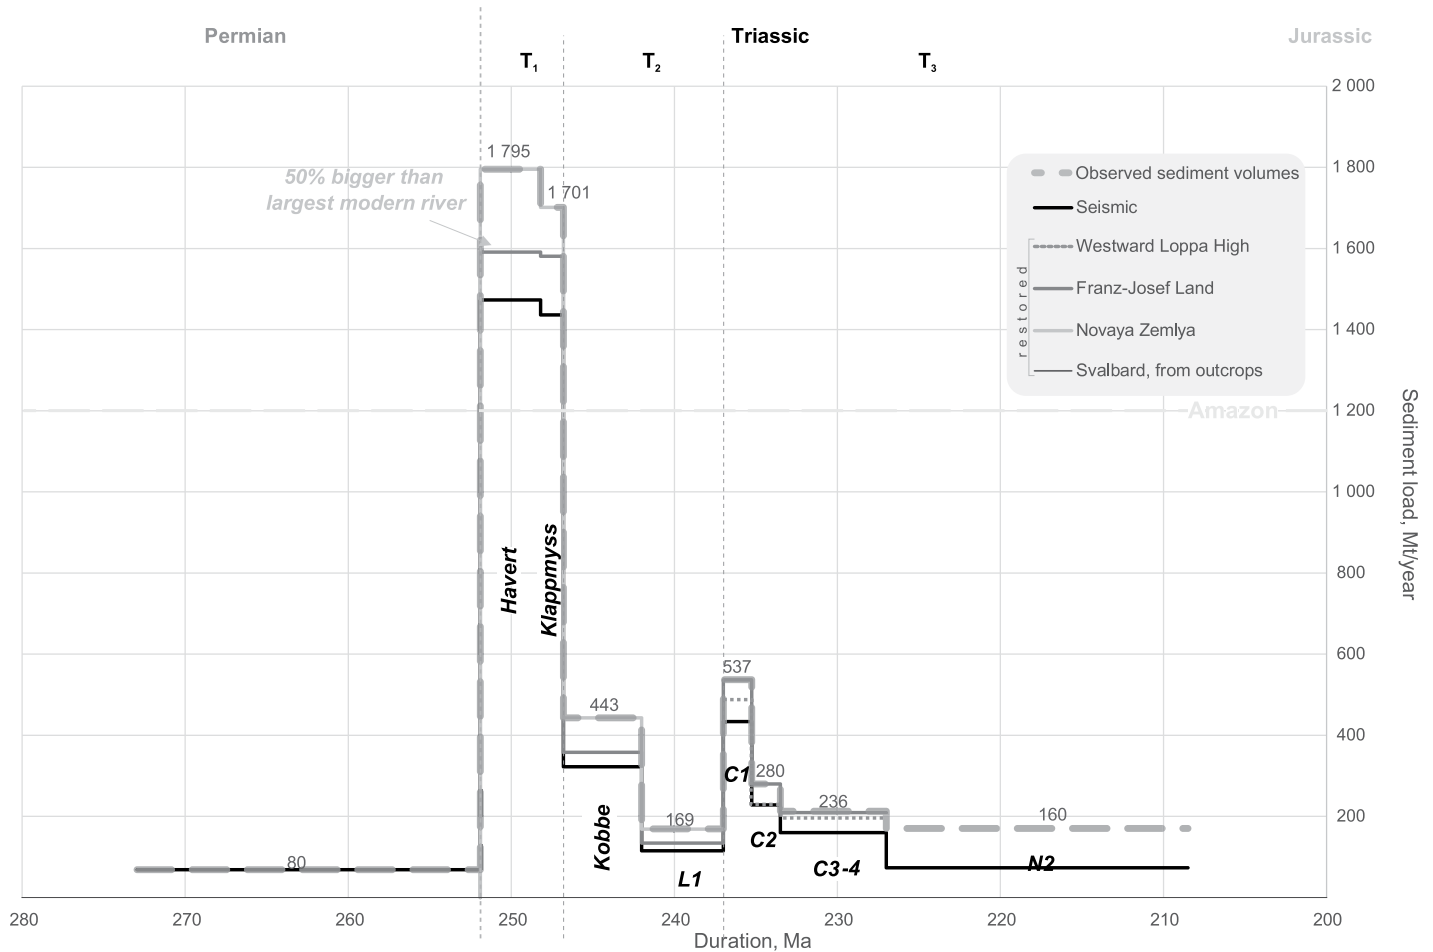 Permian
Triassic
Jurassic
T1
T2
T3
2 000
1 795
1 800
50% bigger than
largest modern river
1 701
Observed sediment volumes
Seismic
Westward Loppa High
Franz-Josef Land
Novaya Zemlya
Svalbard, from outcrops
restored
1 600
1 400
Amazon
1 200
1 000
800
600
400
200
Sediment load, Mt/year
Havert
Klappmyss
537
443
C1
280
236
169
160
Kobbe
C2
80
L1
C3-4
N2
280
270
260
250
240
230
220
210
200
Duration, Ma